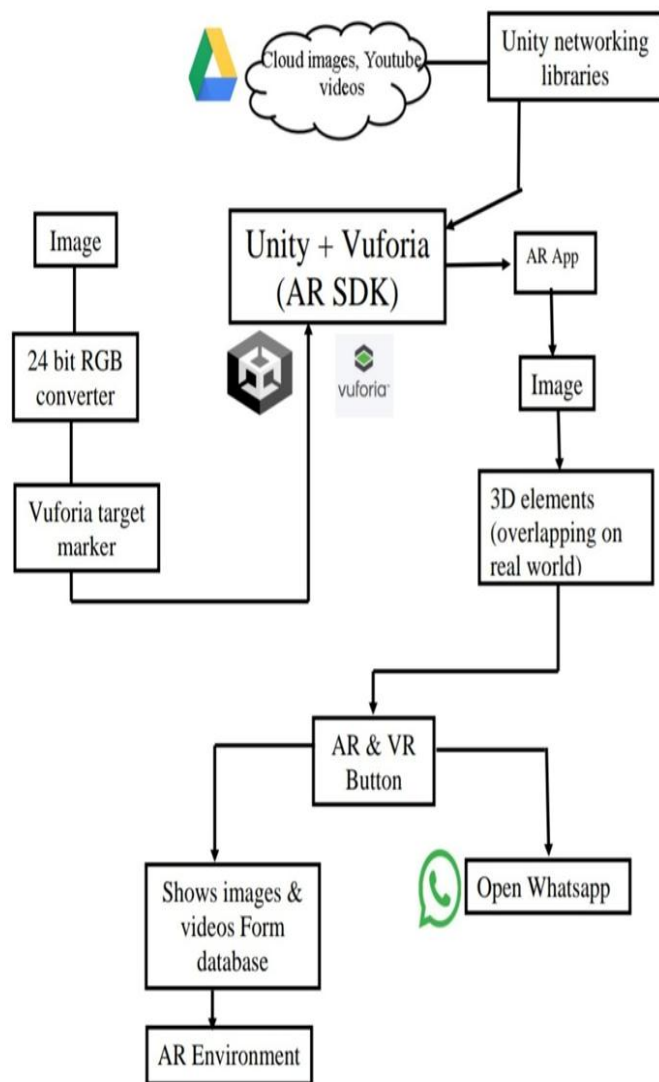 Cloud images, Youtube
videos
Unity networking
libraries
Image
Unity + Vuforia
(AR SDK)
AR App
24 bit RGB
converter
vuforia™
Image
Vuforia target
marker
3D elements
(overlapping on
real world)
AR & VR
Button
Shows images &
videos Form
database
Open Whatsapp
AR Environment